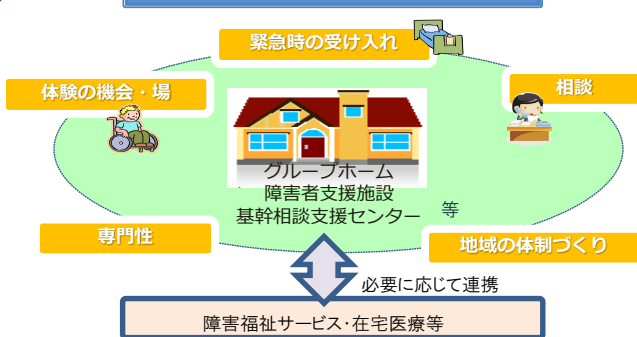 緊急時の受け入れ
体験の機会・場
相談
グループホーム
障害者支援施設
基幹相談支援センター 等
専門性
地域の体制づくり
必要に応じて連携
障害福祉サービス・在宅医療等